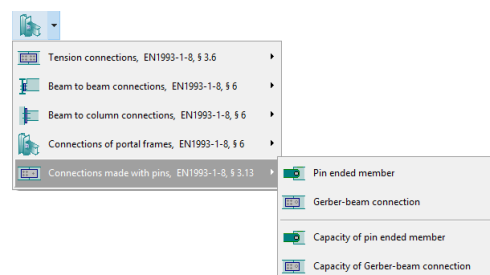 Tension connections, EN1993-1-8, § 3.6
Beam to beam connections, EN1993-1-8, § 6
Beam to column connections, EN1993-1-8, § 6
Connections of portal frames, EN1993-1-8, § 6
Connections made with pins, EN1993-1-8, § 3.13
Pin ended member
Gerber-beam connection
Capacity of pin ended member
Capacity of Gerber-beam connection